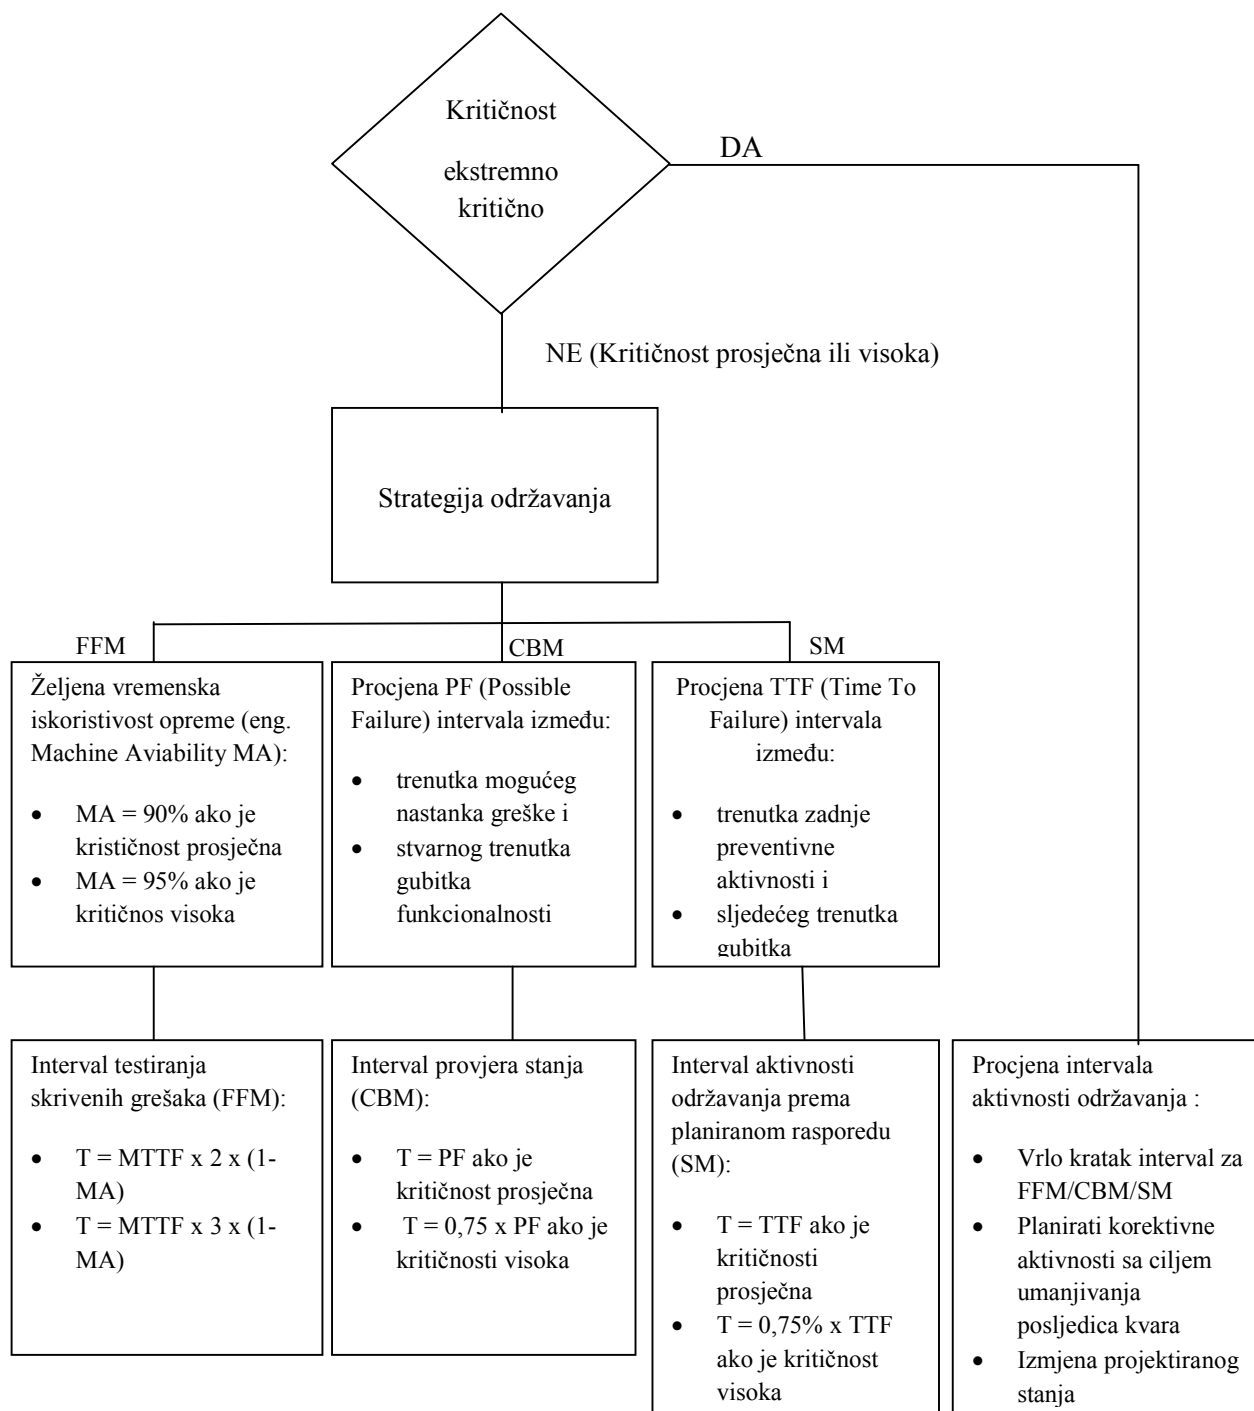 Kritičnost
ekstremno
kritično
DA
NE (Kritičnost prosječna ili visoka)
Strategija održavanja
FFM
CBM
SM
Željena vremenska
iskoristivost opreme (eng.
Machine Aviability MA):
• MA = 90% ako je
krističnost prosječna
• MA = 95% ako je
kritičnos visoka
Procjena PF (Possible
Failure) intervala između:
• trenutka mogućeg
nastanka greške i
• stvarnog trenutka
gubitka
funkcionalnosti
Procjena TTF (Time To
Failure) intervala
između:
• trenutka zadnje
preventivne
aktivnosti i
• sljedećeg trenutka
gubitka
Interval testiranja
skrivenih grešaka (FFM):
• T = MTTF x 2 x (1-
MA)
• T = MTTF x 3 x (1-
MA)
Interval provjera stanja
(CBM):
• T = PF ako je
kritičnost prosječna
• T = 0,75 x PF ako je
kritičnosti visoka
Interval aktivnosti
održavanja prema
planiranom rasporedu
(SM):
• T = TTF ako je
kritičnosti
prosječna
• T = 0,75% x TTF
ako je kritičnost
visoka
Procjena intervala
aktivnosti održavanja :
• Vrlo kratak interval za
FFM/CBM/SM
• Planirati korektivne
aktivnosti sa ciljem
umanjivanja
posljedica kvara
• Izmjena projektiranog
stanja